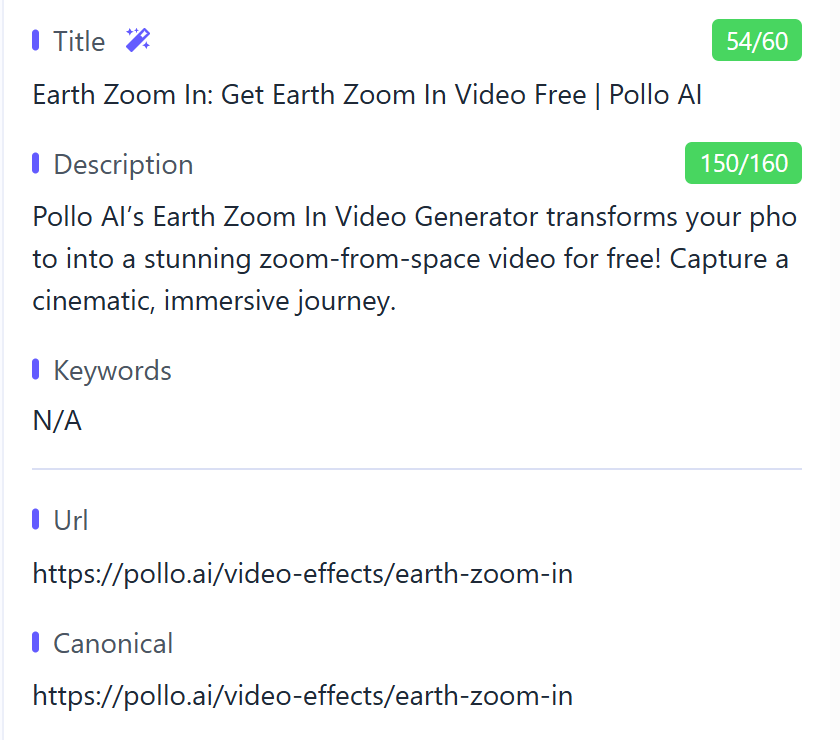 Title
54/60
Earth Zoom In: Get Earth Zoom In Video Free | Pollo AI
Description
150/160
Pollo AI’s Earth Zoom In Video Generator transforms your pho
to into a stunning zoom-from-space video for free! Capture a
cinematic, immersive journey.
Keywords
N/A
Url
https://pollo.ai/video-effects/earth-zoom-in
Canonical
https://pollo.ai/video-effects/earth-zoom-in